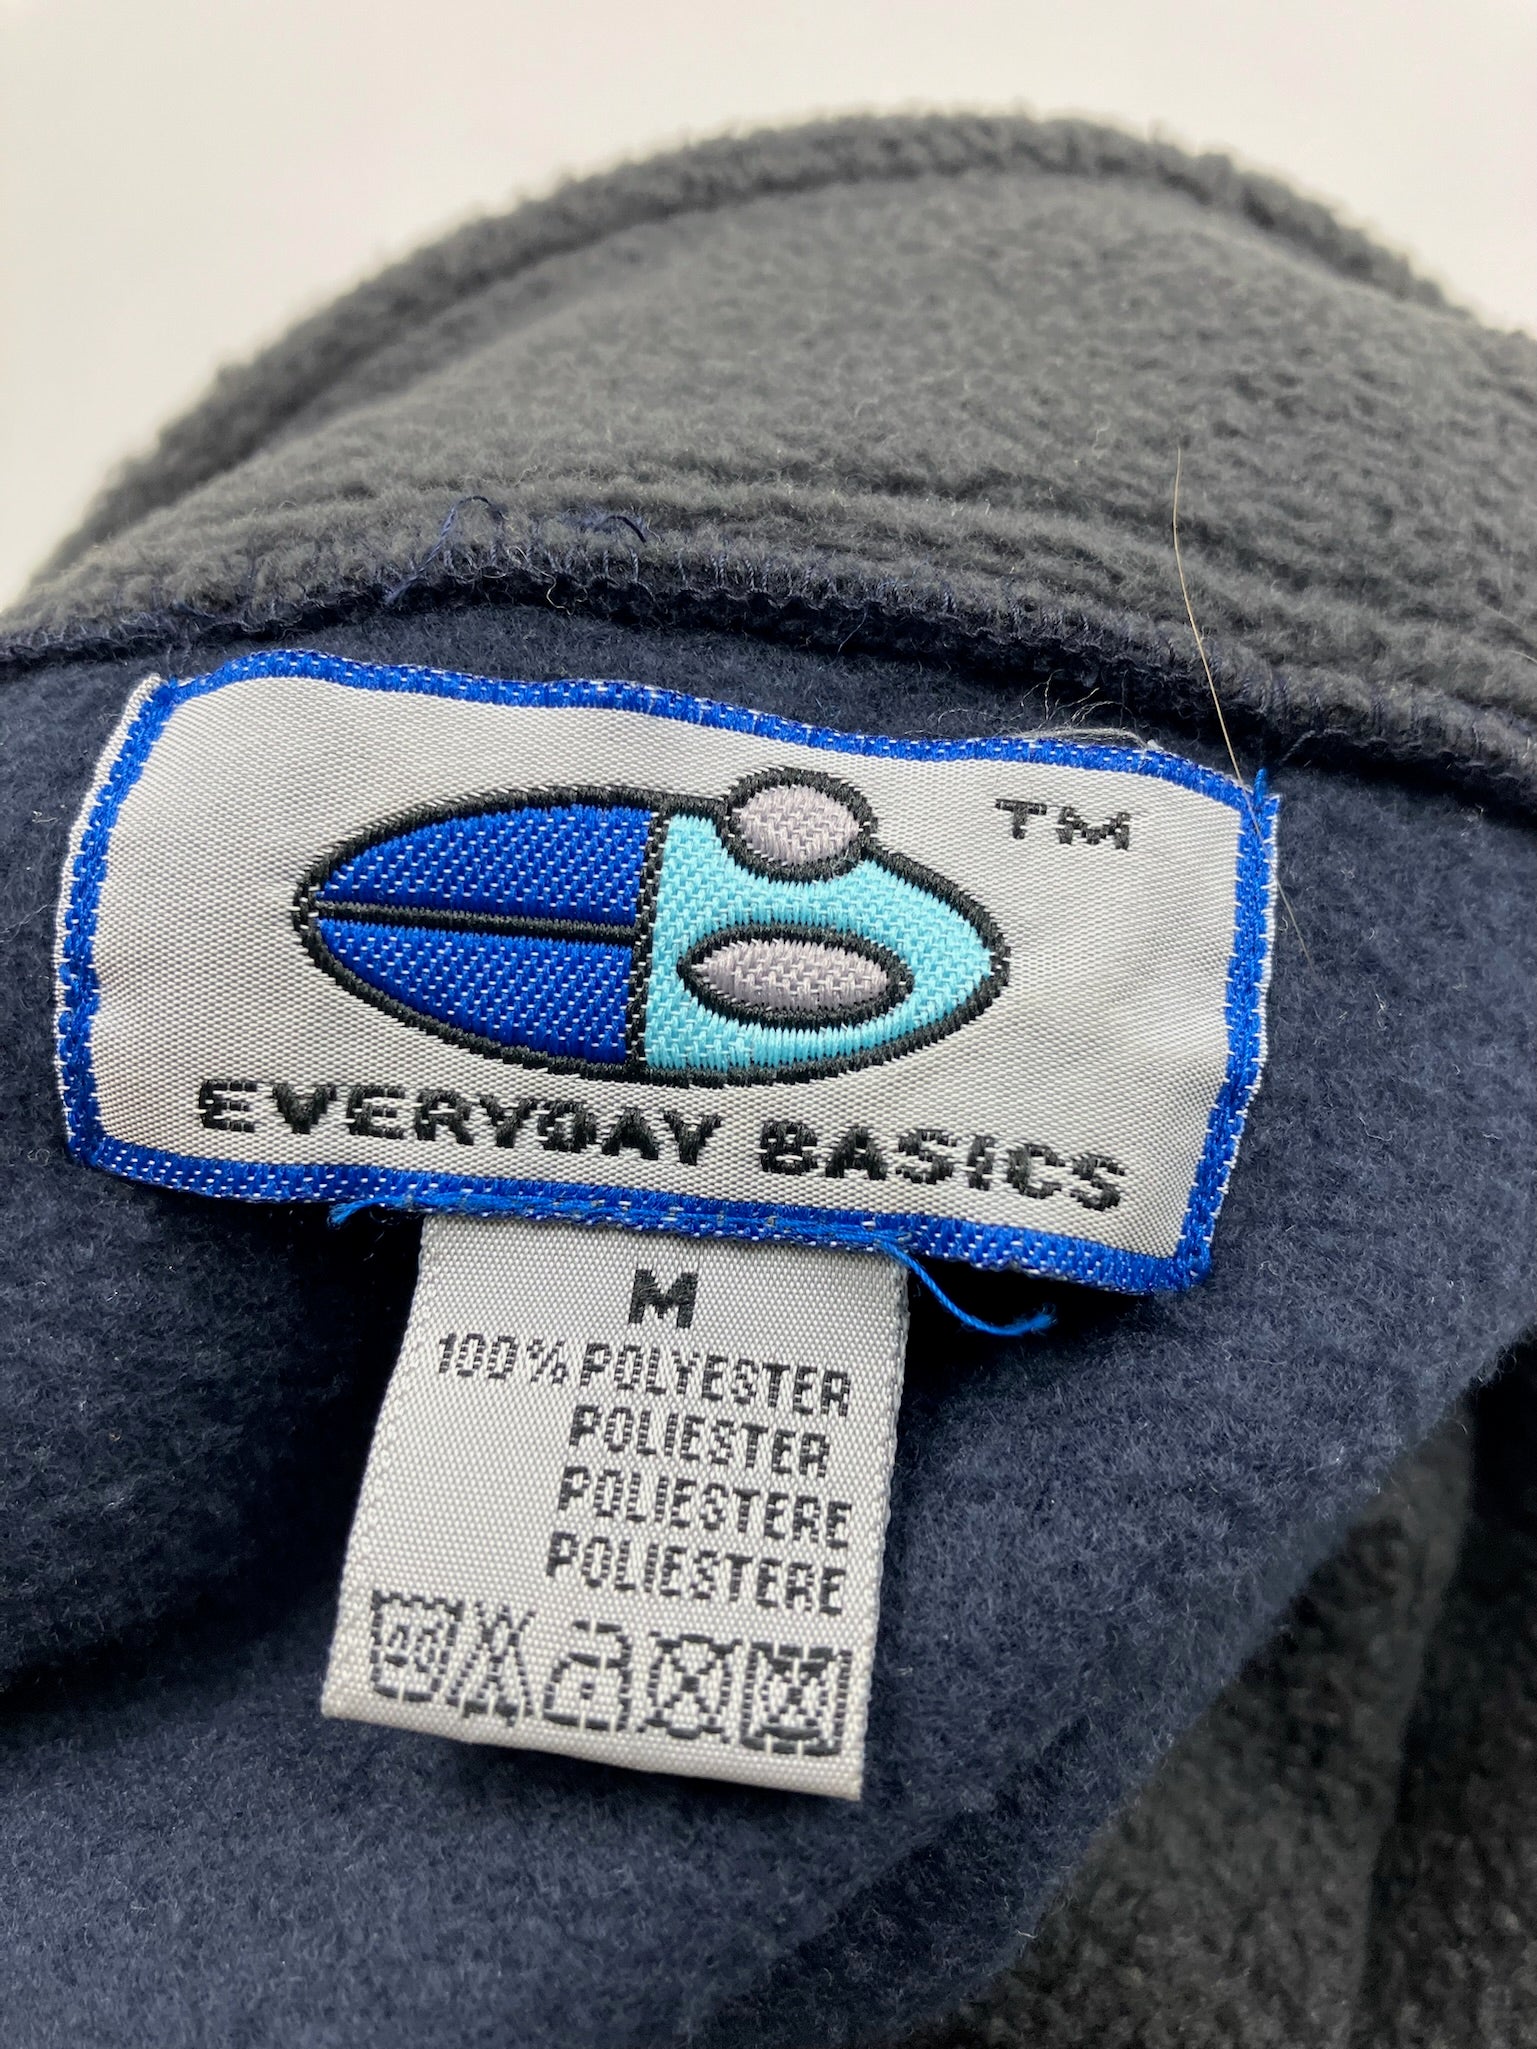 TM
EVERYDAY BASICS
M
100% POLYESTER
POLIESTER
POLIESTERE
POLIESTERE